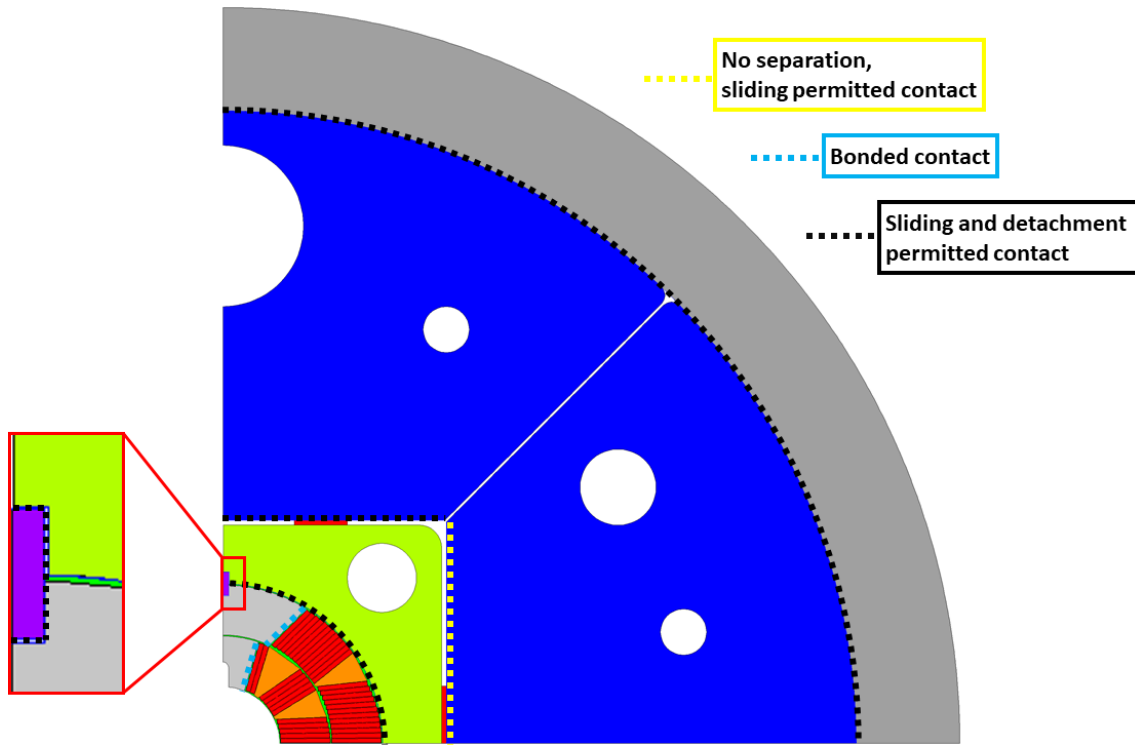 No separation,
sliding permitted contact
Bonded contact
Sliding and detachment
permitted contact